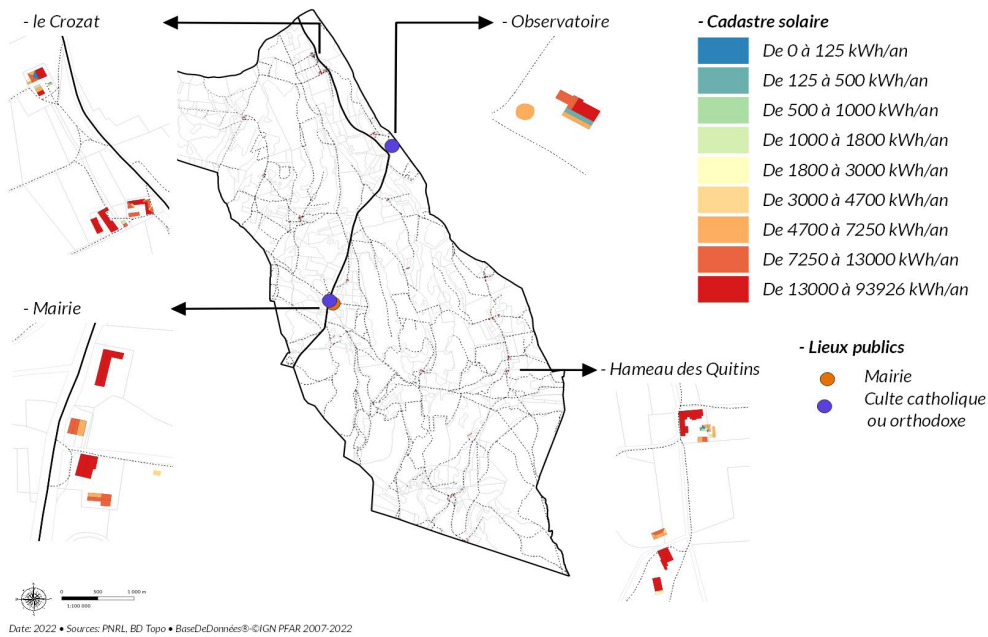 - le Crozat
- Observatoire
- Cadastre solaire
De 0 à 125 kWh/an
De 125 à 500 kWh/an
De 500 à 1000 kWh/an
De 1000 à 1800 kWh/an
De 1800 à 3000 kWh/an
De 3000 à 4700 kWh/an
De 4700 à 7250 kWh/an
De 7250 à 13000 kWh/an
De 13000 à 93926 kWh/an
- Mairie
- Lieux publics
Mairie
Culte catholique
ou orthodoxe
- Hameau des Quitins
0 500 1 000 m
1:100 000
Date: 2022 • Sources: PNRL, BD Topo • BaseDeDonnées®-©IGN PFAR 2007-2022